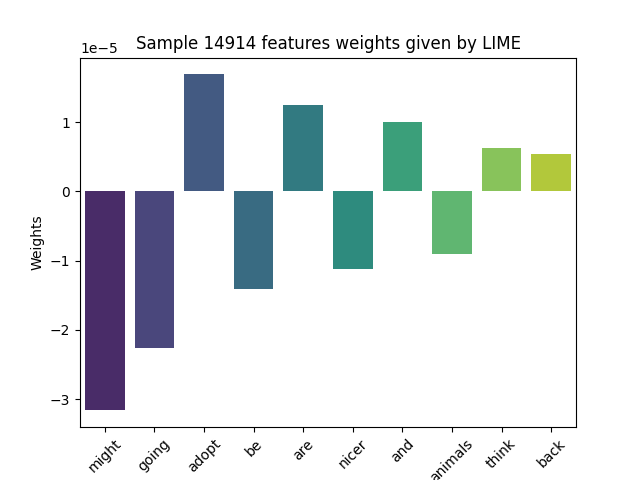 Sample 14914 features weights given by LIME
1e−5
1
0
−1
−2
−3
Weights
might going adopt be are nicer and animals think back